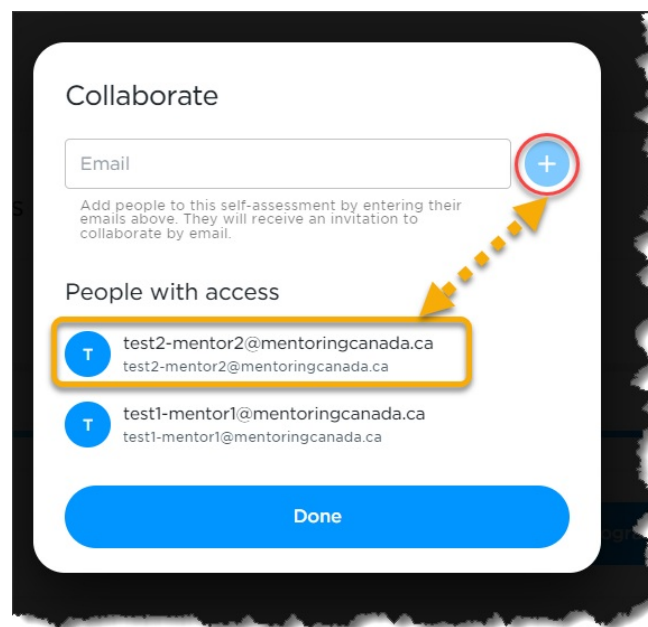 Collaborate
Email
+
Add people to this self-assessment by entering their
emails above. They will receive an invitation to
collaborate by email.
People with access
T
test2-mentor2@mentoringcanada.ca
test2-mentor2@mentoringcanada.ca
T
test1-mentor1@mentoringcanada.ca
test1-mentor1@mentoringcanada.ca
Done